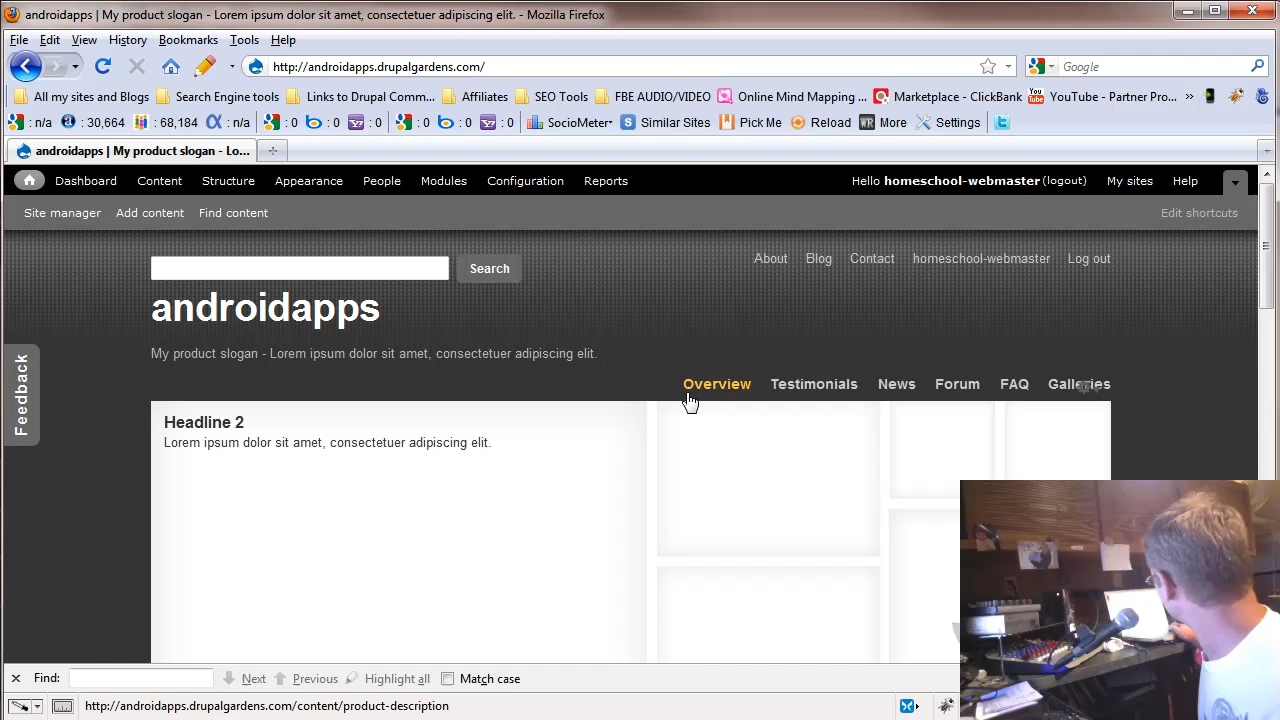 androidapps | My product slogan - Lorem ipsum dolor sit amet, consectetuer adipiscing elit. - Mozilla Firefox
File Edit View History Bookmarks Tools Help
http://androidapps.drupalgardens.com/ Google
All my sites and Blogs Search Engine tools Links to Drupal Comm... Affiliates SEO Tools FBE AUDIO/VIDEO Online Mind Mapping ... Marketplace - ClickBank YouTube - Partner Pro... »
: n/a : 30,664 : 68,184 : n/a : 0 : 0 : 0 : 0 : 0 : 0 SocioMeter Similar Sites Pick Me Reload More Settings
androidapps | My product slogan - Lo...
Dashboard Content Structure Appearance People Modules Configuration Reports Hello homeschool-webmaster (logout) My sites Help
Site manager Add content Find content Edit shortcuts
Search About Blog Contact homeschool-webmaster Log out
androidapps
My product slogan - Lorem ipsum dolor sit amet, consectetuer adipiscing elit.
Feedback
Overview Testimonials News Forum FAQ Galleries
Headline 2
Lorem ipsum dolor sit amet, consectetuer adipiscing elit.
Find: Next Previous Highlight all Match case
http://androidapps.drupalgardens.com/content/product-description